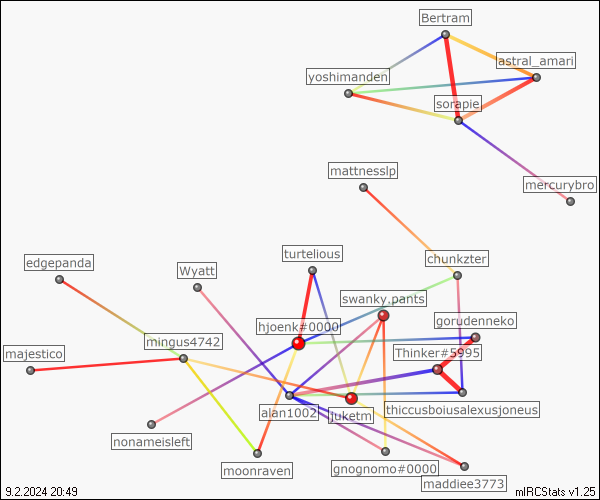 Bertram
astral_amari
yoshimanden
sorapie
mattnesslp
mercurybro
turtelious
chunkzter
edgepanda
Wyatt
swanky.pants
hjoenk#0000
gorudenneko
mingus4742
majestico
Thinker#5995
alan1002
juketm
thiccusboiusalexusjoneus
nonameisleft
moonraven
gnognomo#0000
maddiee3773
9.2.2024 20:49
mIRCStats v1.25